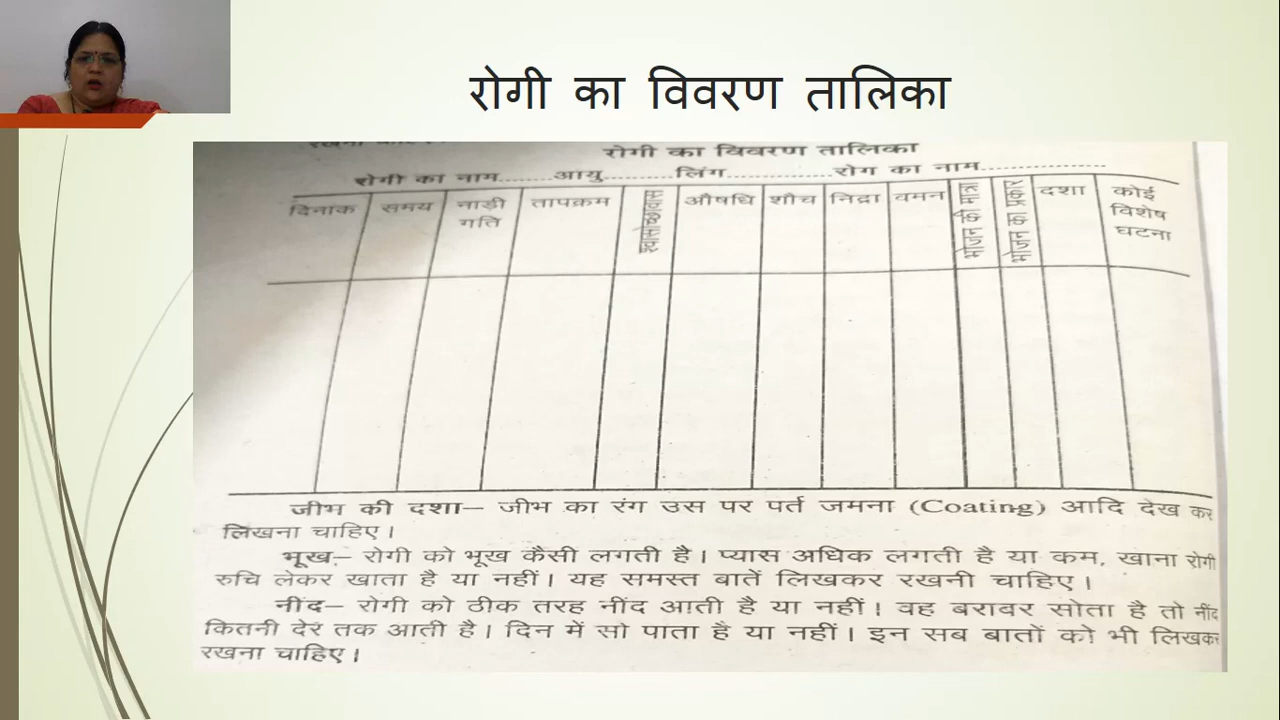 रोगी का विवरण तालिका
रोगी का विवरण तालिका
रोगी का नाम.......आयु..........लिंग..............रोग का नाम.................
दिनाक समय नाडी तापक्रम श्वासोच्छवास औषधि शौच निद्रा वमन भोजन की मात्रा भोजन का प्रकार दशा कोई
गति विशेष
घटना
जीभ की दशा– जीभ का रंग उस पर पर्त जमना (Coating) आदि देख कर
लिखना चाहिए।
भूख– रोगी को भूख कैसी लगती है। प्यास अधिक लगती है या कम, खाना रोगी
रुचि लेकर खाता है या नहीं। यह समस्त बातें लिखकर रखनी चाहिए।
नींद– रोगी को ठीक तरह नींद आती है या नहीं। वह बराबर सोता है तो नींद
कितनी देर तक आती है। दिन में सो पाता है या नहीं। इन सब बातों को भी लिखकर
रखना चाहिए।